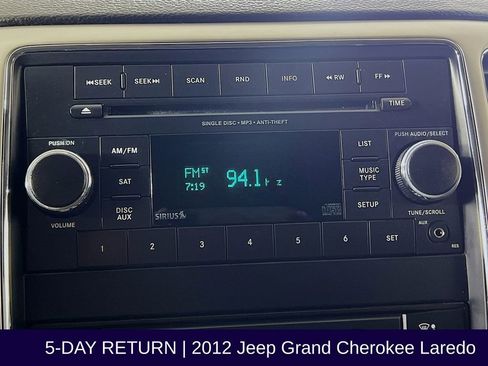 ⏮SEEK SEEK⏭ SCAN RND INFO ◀◀ RW FF ▶▶
TIME
SINGLE DISC • MP3 • ANTI-THEFT
PUSH/ON
PUSH AUDIO/SELECT
AM/FM
LIST
FM ST
94.1 r z
7:19
SAT
MUSIC
TYPE
DISC
AUX
SETUP
SIRIUS
VOLUME
TUNE/SCROLL
AUX
1 2 3 4 5 6 SET
5-DAY RETURN | 2012 Jeep Grand Cherokee Laredo